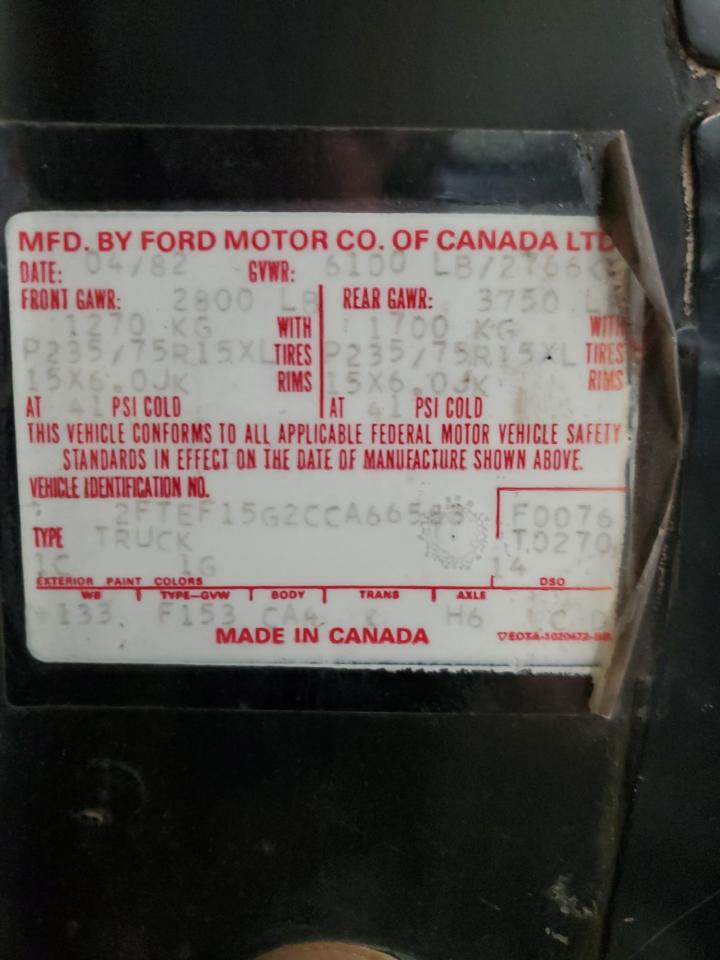 MFD. BY FORD MOTOR CO. OF CANADA LTD
DATE: 04/82 GVWR: 6100 LB/2766K
FRONT GAWR: 2800 LB REAR GAWR: 3750 L
1270 KG WITH 1700 KG WITH
P235/75R15XL TIRES P235/75R15XL TIRES
15X6.0JK RIMS 15X6.0JK RIMS
AT 41 PSI COLD AT 41 PSI COLD
THIS VEHICLE CONFORMS TO ALL APPLICABLE FEDERAL MOTOR VEHICLE SAFETY
STANDARDS IN EFFECT ON THE DATE OF MANUFACTURE SHOWN ABOVE.
VEHICLE IDENTIFICATION NO.
F0076
TYPE TRUCK T0270
1C 1G 14
EXTERIOR PAINT COLORS DSO
WB TYPE-GVW BODY TRANS AXLE
133 F153 CA4 K H6
MADE IN CANADA